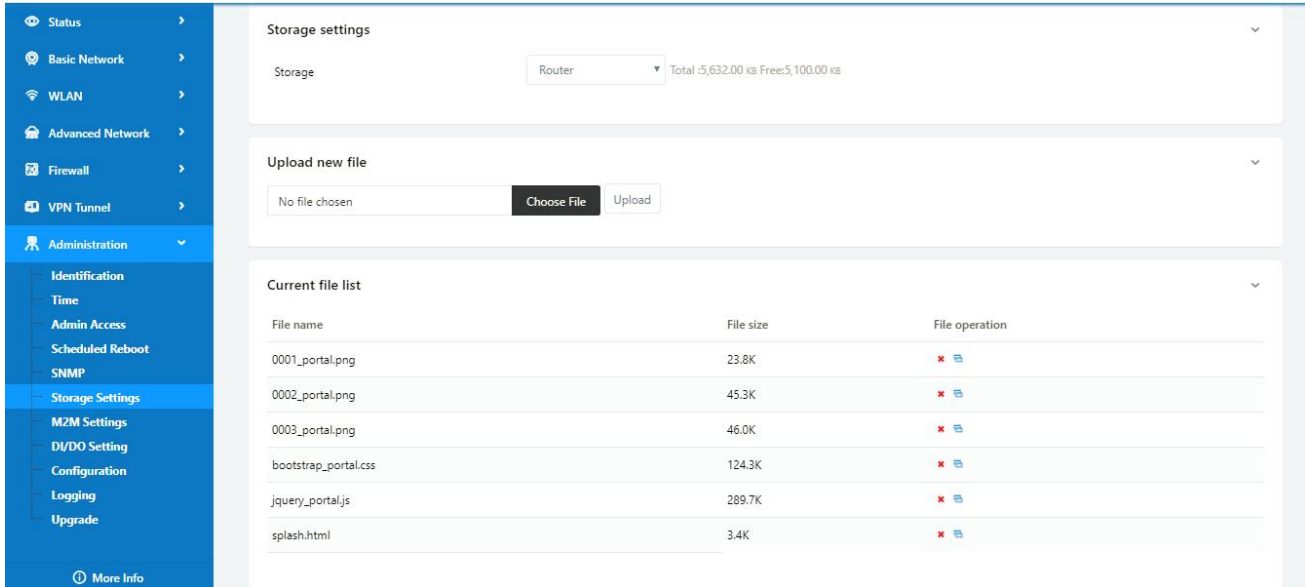 Status
Basic Network
WLAN
Advanced Network
Firewall
VPN Tunnel
Administration
Identification
Time
Admin Access
Scheduled Reboot
SNMP
Storage Settings
M2M Settings
DI/DO Setting
Configuration
Logging
Upgrade
More Info
Storage settings
Storage Router Total :5,632.00 KB Free:5,100.00 KB
Upload new file
No file chosen Choose File Upload
Current file list
File name File size File operation
0001_portal.png 23.8K
0002_portal.png 45.3K
0003_portal.png 46.0K
bootstrap_portal.css 124.3K
jquery_portal.js 289.7K
splash.html 3.4K